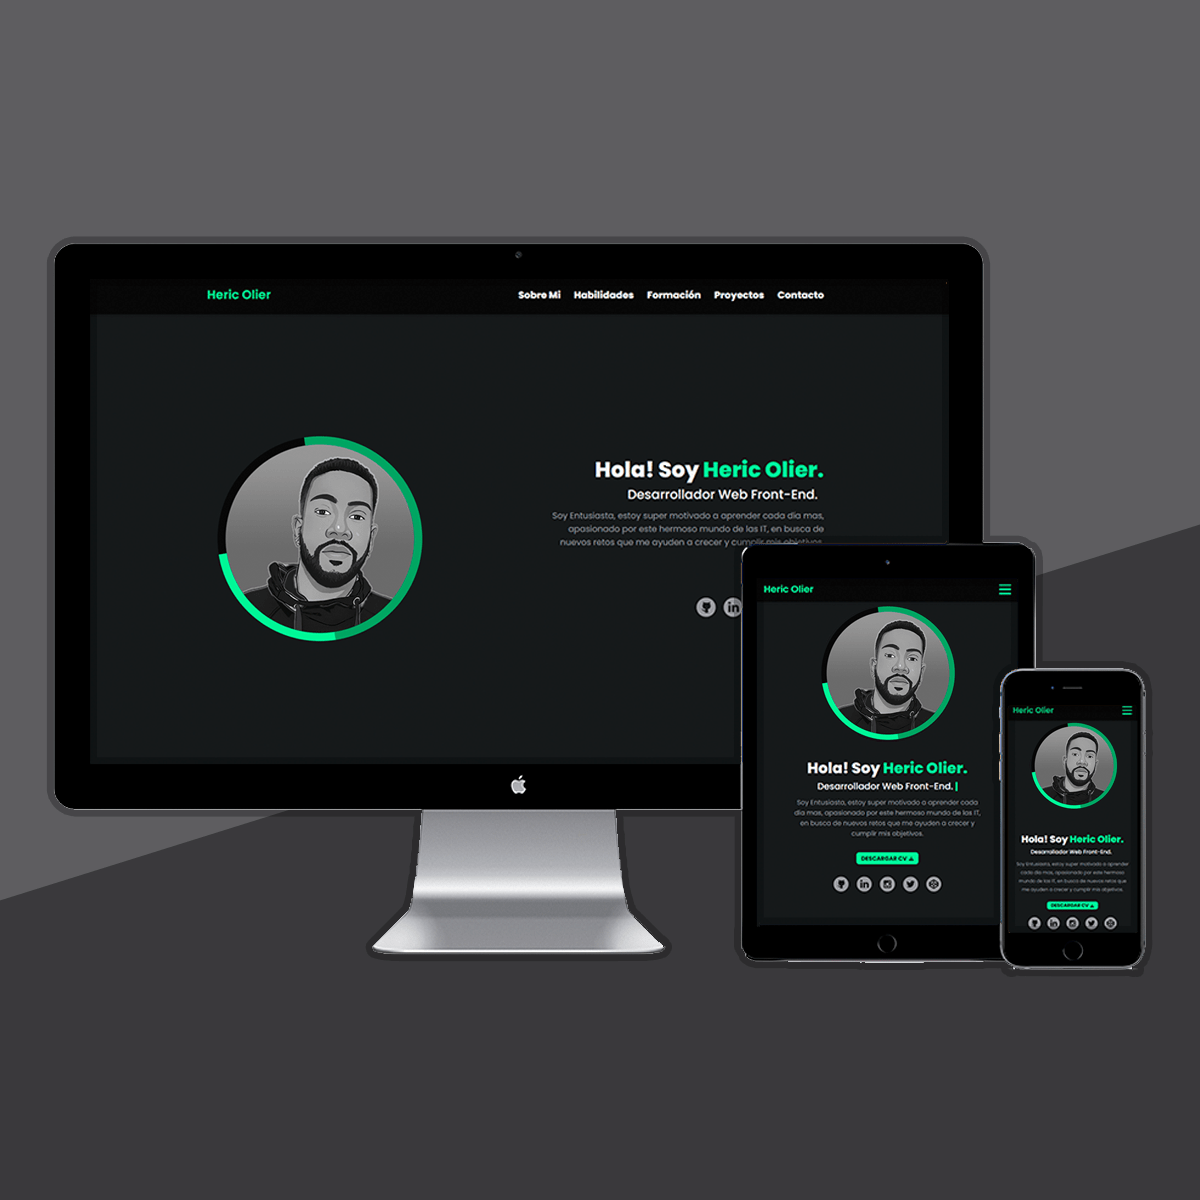 Heric Olier
Sobre Mi Habilidades Formación Proyectos Contacto
Hola! Soy Heric Olier.
Desarrollador Web Front-End.
Soy Entusiasta, estoy super motivado a aprender cada dia mas,
apasionado por este hermoso mundo de las IT, en busca de
nuevos retos que me ayuden a crecer y cumplir mis objetivos.
in
Heric Olier
Hola! Soy Heric Olier.
Desarrollador Web Front-End.
Soy Entusiasta, estoy super motivado a aprender cada
dia mas, apasionado por este hermoso mundo de las IT,
en busca de nuevos retos que me ayuden a crecer y
cumplir mis objetivos.
DESCARGAR CV
in
Heric Olier
Hola! Soy Heric Olier.
Desarrollador Web Front-End.
Soy Entusiasta, estoy super motivado a aprender cada
dia mas, apasionado por este hermoso
mundo de las IT, en busca de nuevos retos que
me ayuden a crecer y cumplir mis objetivos.
DESCARGAR CV
in